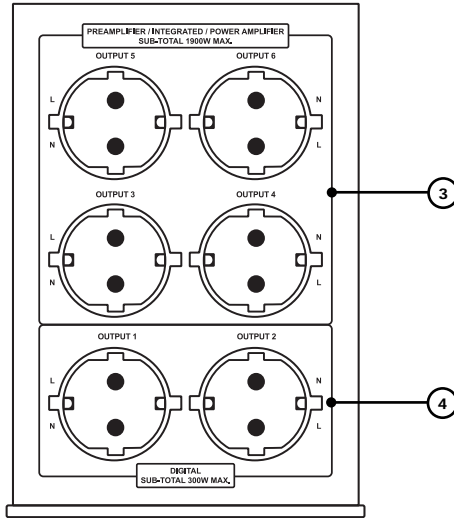 PREAMPLIFIER / INTEGRATED / POWER AMPLIFIER
SUB-TOTAL 1900W MAX.
OUTPUT 5 OUTPUT 6
L N
N L
3
OUTPUT 3 OUTPUT 4
L N
N L
OUTPUT 1 OUTPUT 2
L N
4
N L
DIGITAL
SUB-TOTAL 300W MAX.